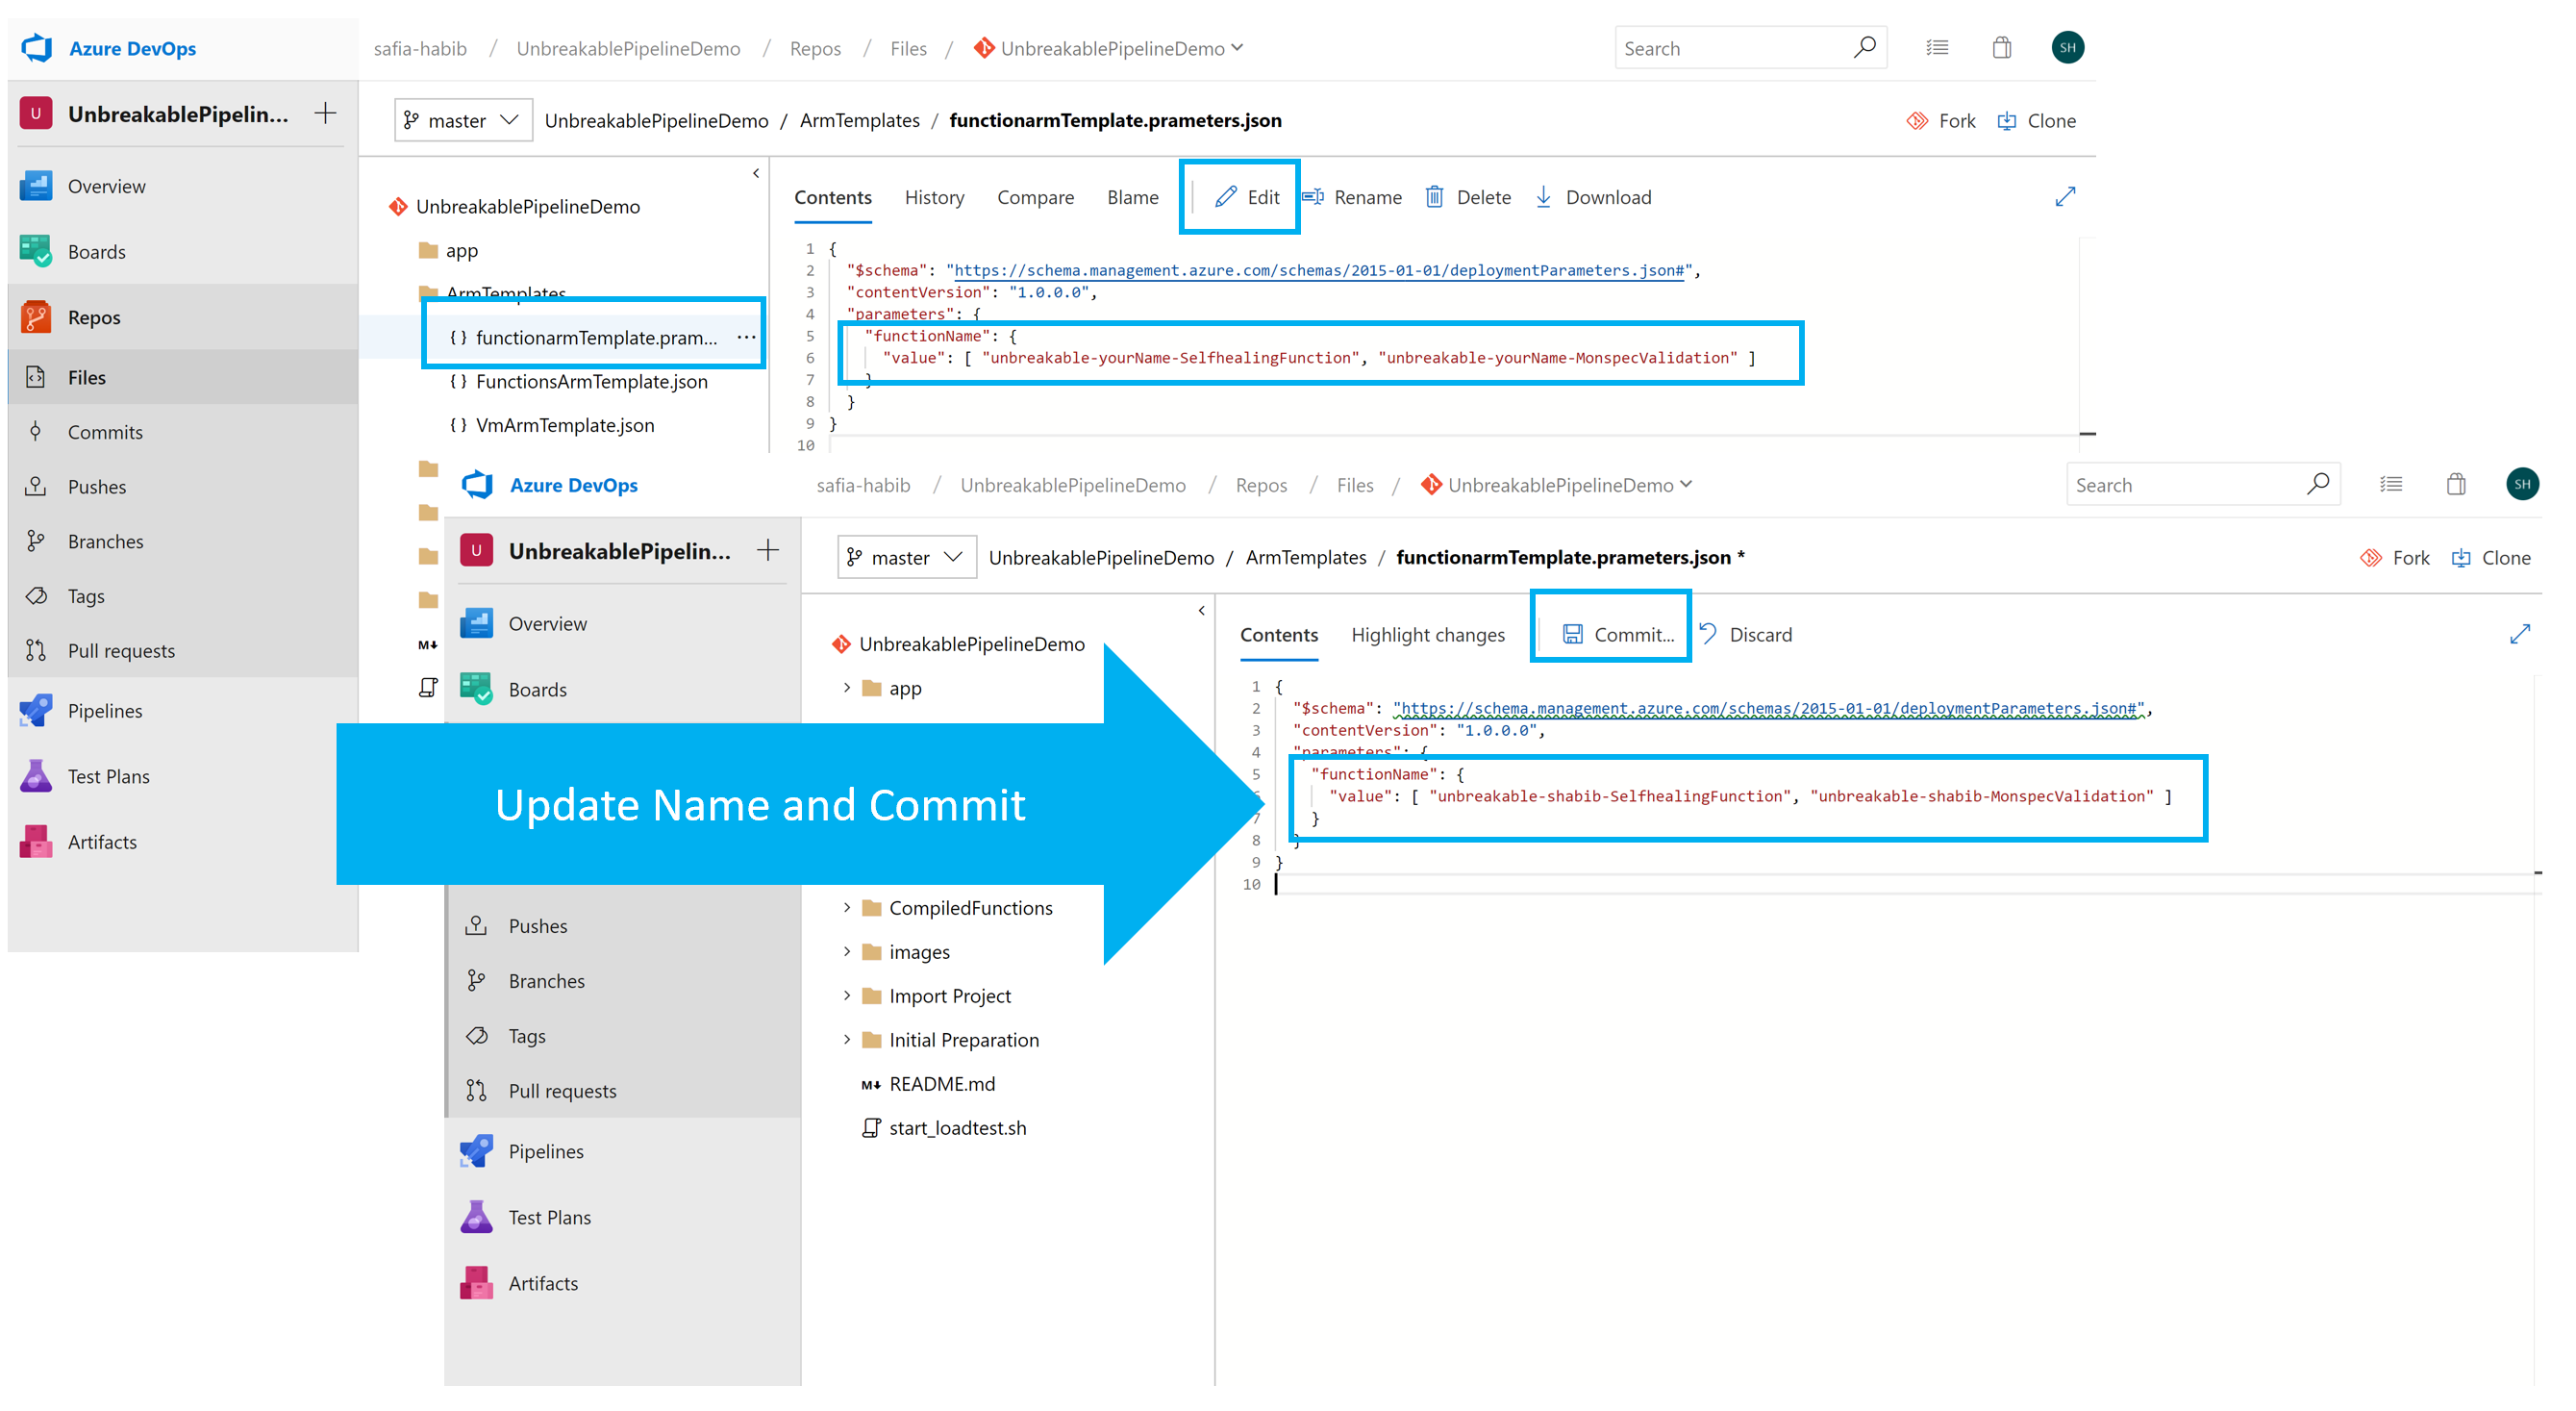 Azure DevOps
safia-habib / UnbreakablePipelineDemo / Repos / Files / UnbreakablePipelineDemo
Search
SH
U UnbreakablePipelin... +
master
UnbreakablePipelineDemo / ArmTemplates / functionarmTemplate.prameters.json
Fork Clone
Overview
Boards
Repos
Files
Commits
Pushes
Branches
Tags
Pull requests
Pipelines
Test Plans
Artifacts
UnbreakablePipelineDemo
app
ArmTemplates
{ } functionarmTemplate.pram... ...
{ } FunctionsArmTemplate.json
{ } VmArmTemplate.json
M↓
Contents History Compare Blame Edit Rename Delete Download
1 {
2 "$schema": "https://schema.management.azure.com/schemas/2015-01-01/deploymentParameters.json#",
3 "contentVersion": "1.0.0.0",
4 "parameters": {
5 "functionName": {
6 "value": [ "unbreakable-yourName-SelfhealingFunction", "unbreakable-yourName-MonspecValidation" ]
7 }
8 }
9 }
10
Azure DevOps
safia-habib / UnbreakablePipelineDemo / Repos / Files / UnbreakablePipelineDemo
Search
SH
U UnbreakablePipelin... +
master
UnbreakablePipelineDemo / ArmTemplates / functionarmTemplate.prameters.json *
Fork Clone
Overview
Boards
Update Name and Commit
Pushes
Branches
Tags
Pull requests
Pipelines
Test Plans
Artifacts
UnbreakablePipelineDemo
app
CompiledFunctions
images
Import Project
Initial Preparation
M↓ README.md
start_loadtest.sh
Contents Highlight changes Commit... Discard
1 {
2 "$schema": "https://schema.management.azure.com/schemas/2015-01-01/deploymentParameters.json#",
3 "contentVersion": "1.0.0.0",
4 "parameters": {
5 "functionName": {
"value": [ "unbreakable-shabib-SelfhealingFunction", "unbreakable-shabib-MonspecValidation" ]
7 }
8 }
9 }
10